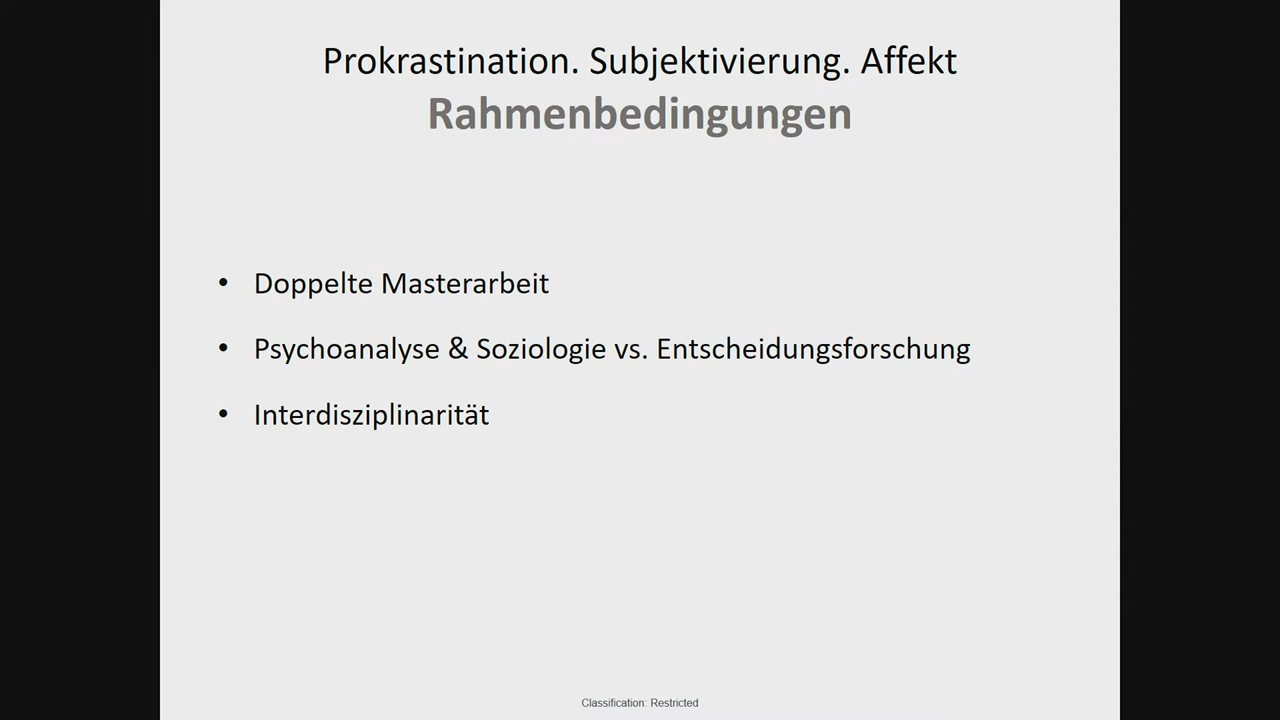 Prokrastination. Subjektivierung. Affekt
Rahmenbedingungen
• Doppelte Masterarbeit
• Psychoanalyse & Soziologie vs. Entscheidungsforschung
• Interdisziplinarität
Classification: Restricted